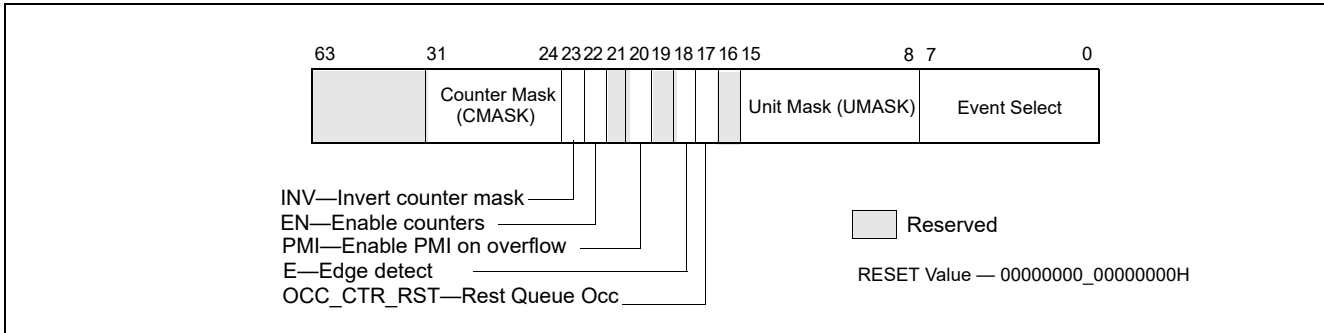 63 31 24 23 22 21 20 19 18 17 16 15 8 7 0
Counter Mask
(CMASK)
Unit Mask (UMASK)
Event Select
INV—Invert counter mask
EN—Enable counters
PMI—Enable PMI on overflow
E—Edge detect
OCC_CTR_RST—Rest Queue Occ
Reserved
RESET Value — 00000000_00000000H